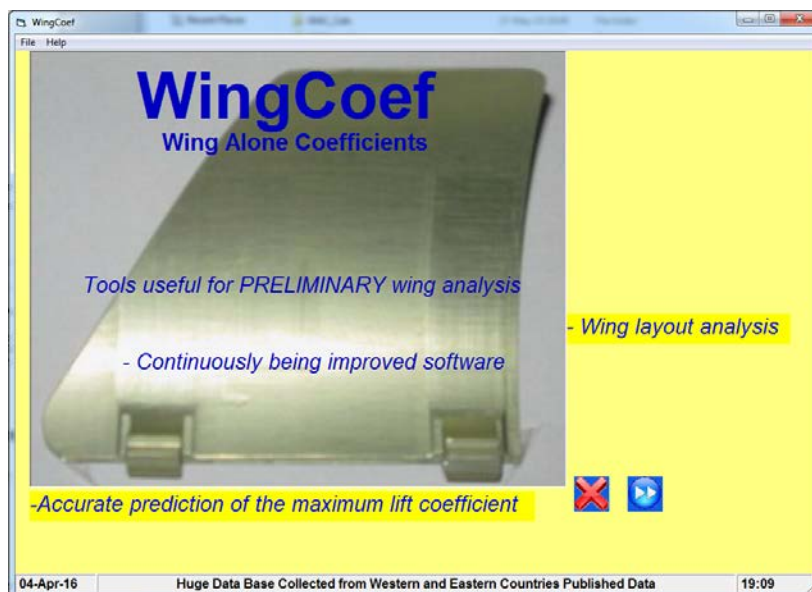 WingCoef
File Help
WingCoef
Wing Alone Coefficients
Tools useful for PRELIMINARY wing analysis
- Wing layout analysis
- Continuously being improved software
-Accurate prediction of the maximum lift coefficient
04-Apr-16 Huge Data Base Collected from Western and Eastern Countries Published Data 19:09